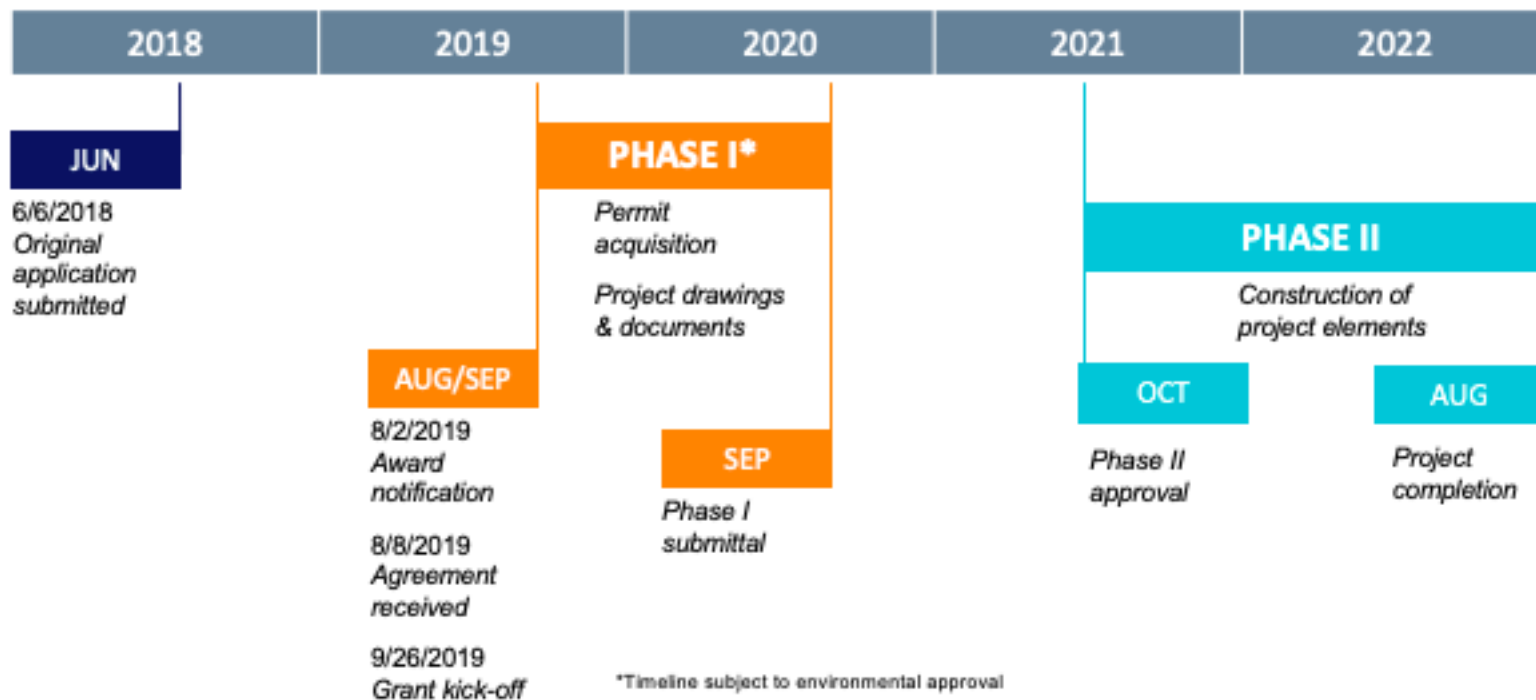 2018 2019 2020 2021 2022
JUN
6/6/2018
Original
application
submitted
PHASE I*
Permit
acquisition
Project drawings
& documents
AUG/SEP
8/2/2019
Award
notification
8/8/2019
Agreement
received
9/26/2019
Grant kick-off
SEP
Phase I
submittal
PHASE II
Construction of
project elements
OCT
Phase II
approval
AUG
Project
completion
*Timeline subject to environmental approval